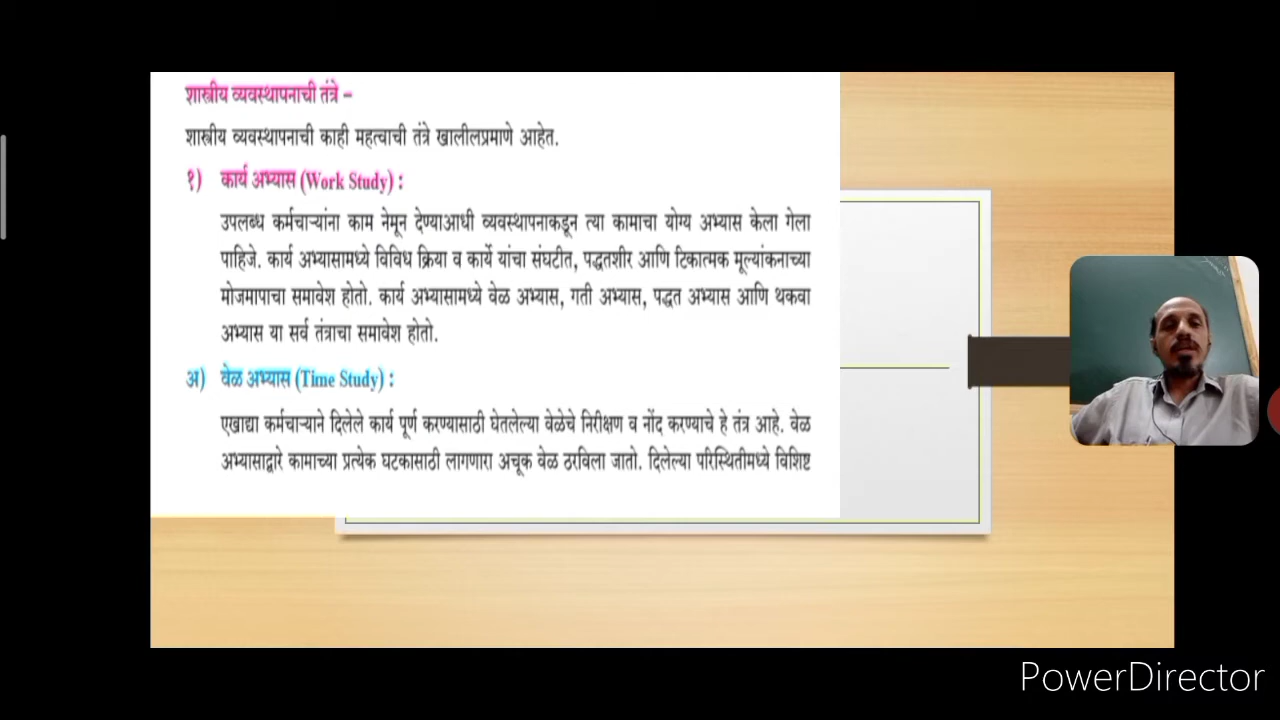 शास्त्रीय व्यवस्थापनाची तंत्रे –
शास्त्रीय व्यवस्थापनाची काही महत्वाची तंत्रे खालीलप्रमाणे आहेत.
१) कार्य अभ्यास (Work Study) :
उपलब्ध कर्मचाऱ्यांना काम नेमून देण्याआधी व्यवस्थापनाकडून त्या कामाचा योग्य अभ्यास केला गेला
पाहिजे. कार्य अभ्यासामध्ये विविध क्रिया व कार्ये यांचा संघटीत, पद्धतशीर आणि टिकात्मक मूल्यांकनाच्या
मोजमापाचा समावेश होतो. कार्य अभ्यासामध्ये वेळ अभ्यास, गती अभ्यास, पद्धत अभ्यास आणि थकवा
अभ्यास या सर्व तंत्राचा समावेश होतो.
अ) वेळ अभ्यास (Time Study) :
एखाद्या कर्मचाऱ्याने दिलेले कार्य पूर्ण करण्यासाठी घेतलेल्या वेळेचे निरीक्षण व नोंद करण्याचे हे तंत्र आहे. वेळ
अभ्यासाद्वारे कामाच्या प्रत्येक घटकासाठी लागणारा अचूक वेळ ठरविला जातो. दिलेल्या परिस्थितीमध्ये विशिष्ट
PowerDirector